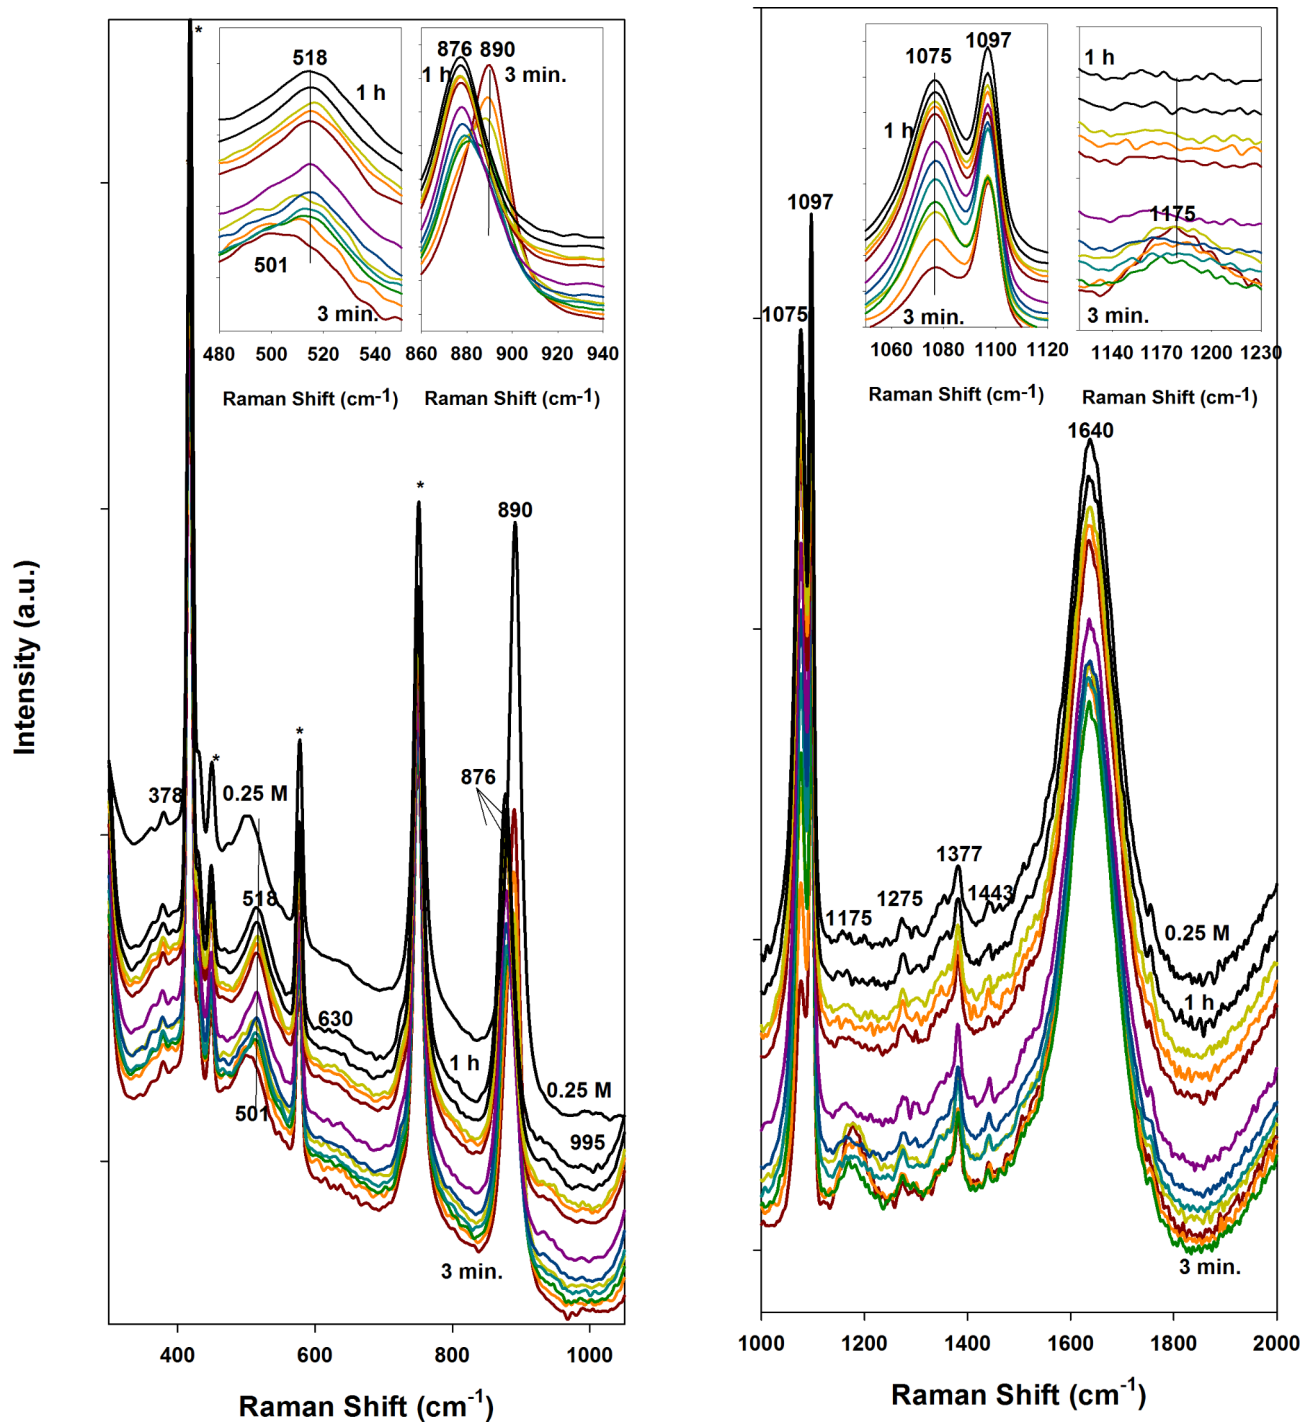 *
518
1 h
501
3 min.
480 500 520 540
Raman Shift (cm-1)
876 890
1 h
3 min.
860 880 900 920 940
Raman Shift (cm-1)
*
890
876
378
*
0.25 M
*
518
630
1 h
0.25 M
501
995
3 min.
400 600 800 1000
Raman Shift (cm-1)
Intensity (a.u.)
1075
1097
1 h
3 min.
1060 1080 1100 1120
Raman Shift (cm-1)
1 h
1175
3 min.
1140 1170 1200 1230
Raman Shift (cm-1)
1097
1075
1640
1377
1175
1275
1443
0.25 M
1 h
3 min.
1000 1200 1400 1600 1800 2000
Raman Shift (cm-1)